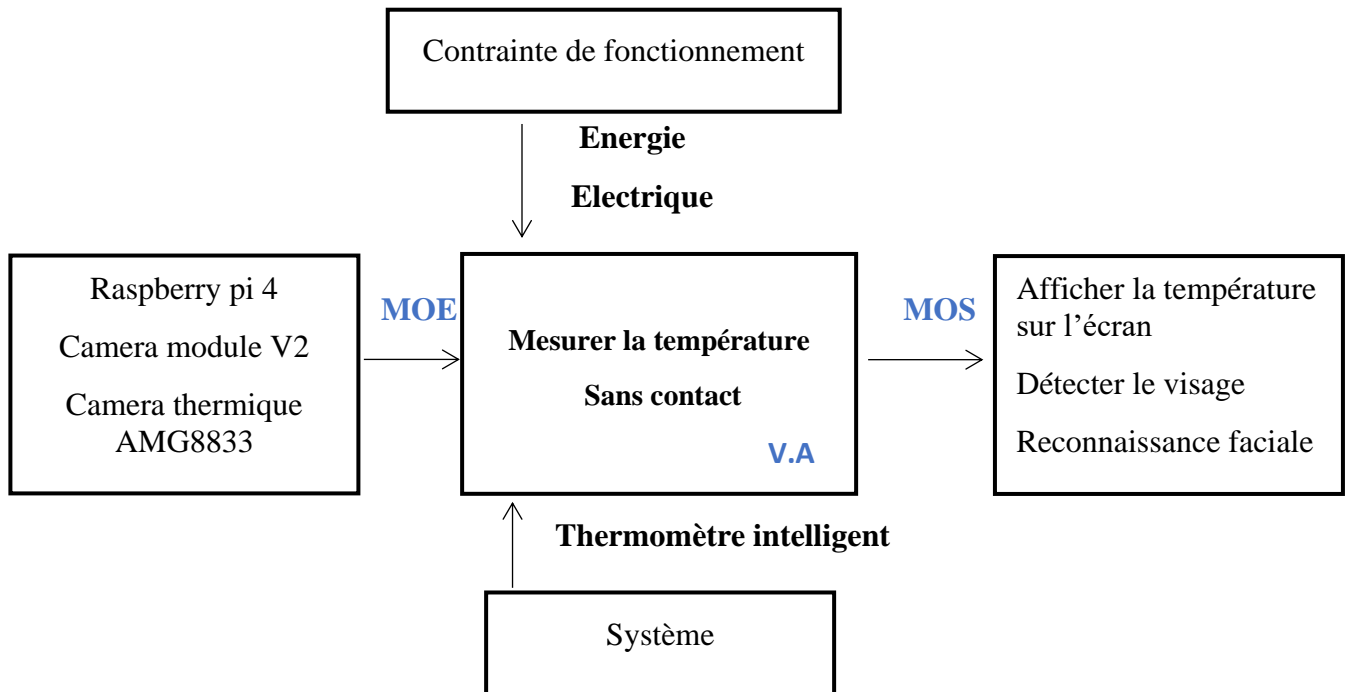 Contrainte de fonctionnement
Energie
Electrique
Raspberry pi 4
Camera module V2
Camera thermique
AMG8833
MOE
Mesurer la température
Sans contact
V.A
MOS
Afficher la température
sur l’écran
Détecter le visage
Reconnaissance faciale
Thermomètre intelligent
Système